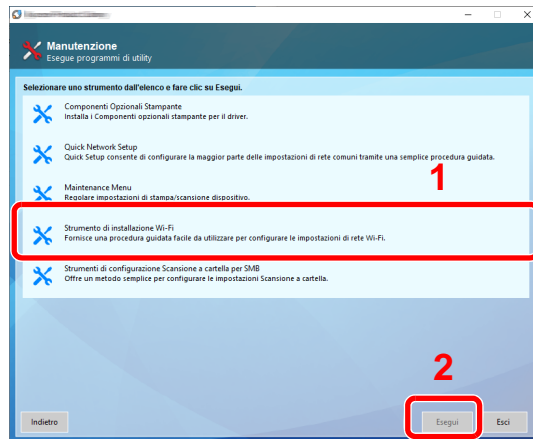 Manutenzione
Esegue programmi di utility
Selezionare uno strumento dall'elenco e fare clic su Esegui.
Componenti Opzionali Stampante
Installa i Componenti opzionali stampante per il driver.
Quick Network Setup
Quick Setup consente di configurare la maggior parte delle impostazioni di rete comuni tramite una semplice procedura guidata.
1
Maintenance Menu
Regolare impostazioni di stampa/scansione dispositivo.
Strumento di installazione Wi-Fi
Fornisce una procedura guidata facile da utilizzare per configurare le impostazioni di rete Wi-Fi.
Strumenti di configurazione Scansione a cartella per SMB
Offre un metodo semplice per configurare le impostazioni Scansione a cartella.
2
Indietro
Esegui
Esci